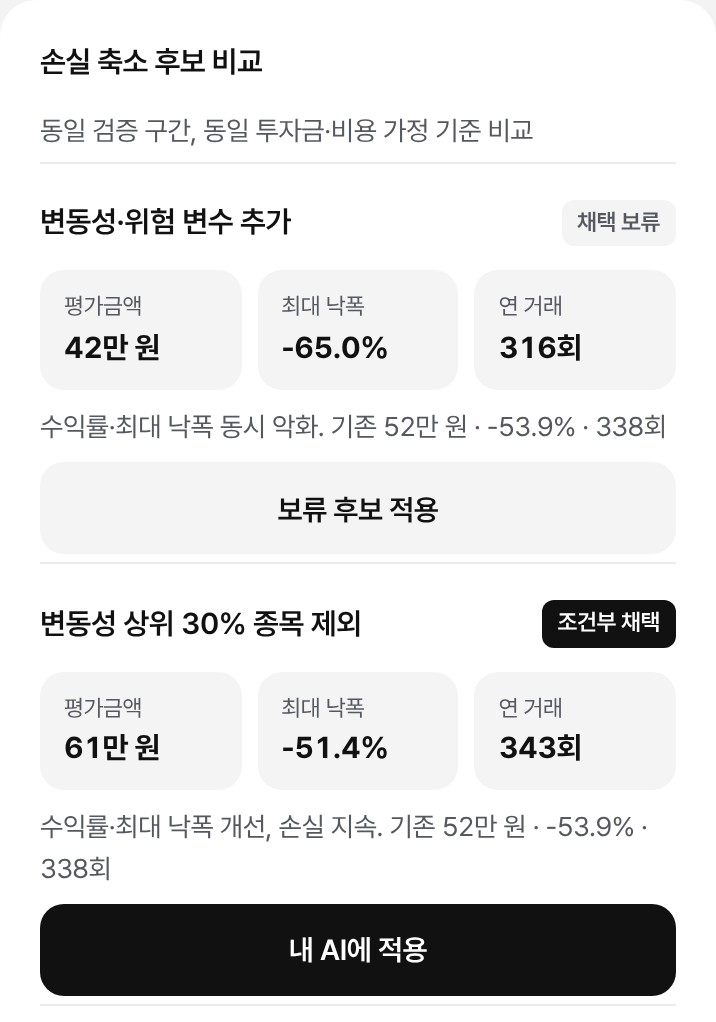 손실 축소 후보 비교
동일 검증 구간, 동일 투자금·비용 가정 기준 비교
변동성·위험 변수 추가
채택 보류
평가금액
42만 원
최대 낙폭
-65.0%
연 거래
316회
수익률·최대 낙폭 동시 악화. 기존 52만 원 · -53.9% · 338회
보류 후보 적용
변동성 상위 30% 종목 제외
조건부 채택
평가금액
61만 원
최대 낙폭
-51.4%
연 거래
343회
수익률·최대 낙폭 개선, 손실 지속. 기존 52만 원 · -53.9% ·
338회
내 AI에 적용